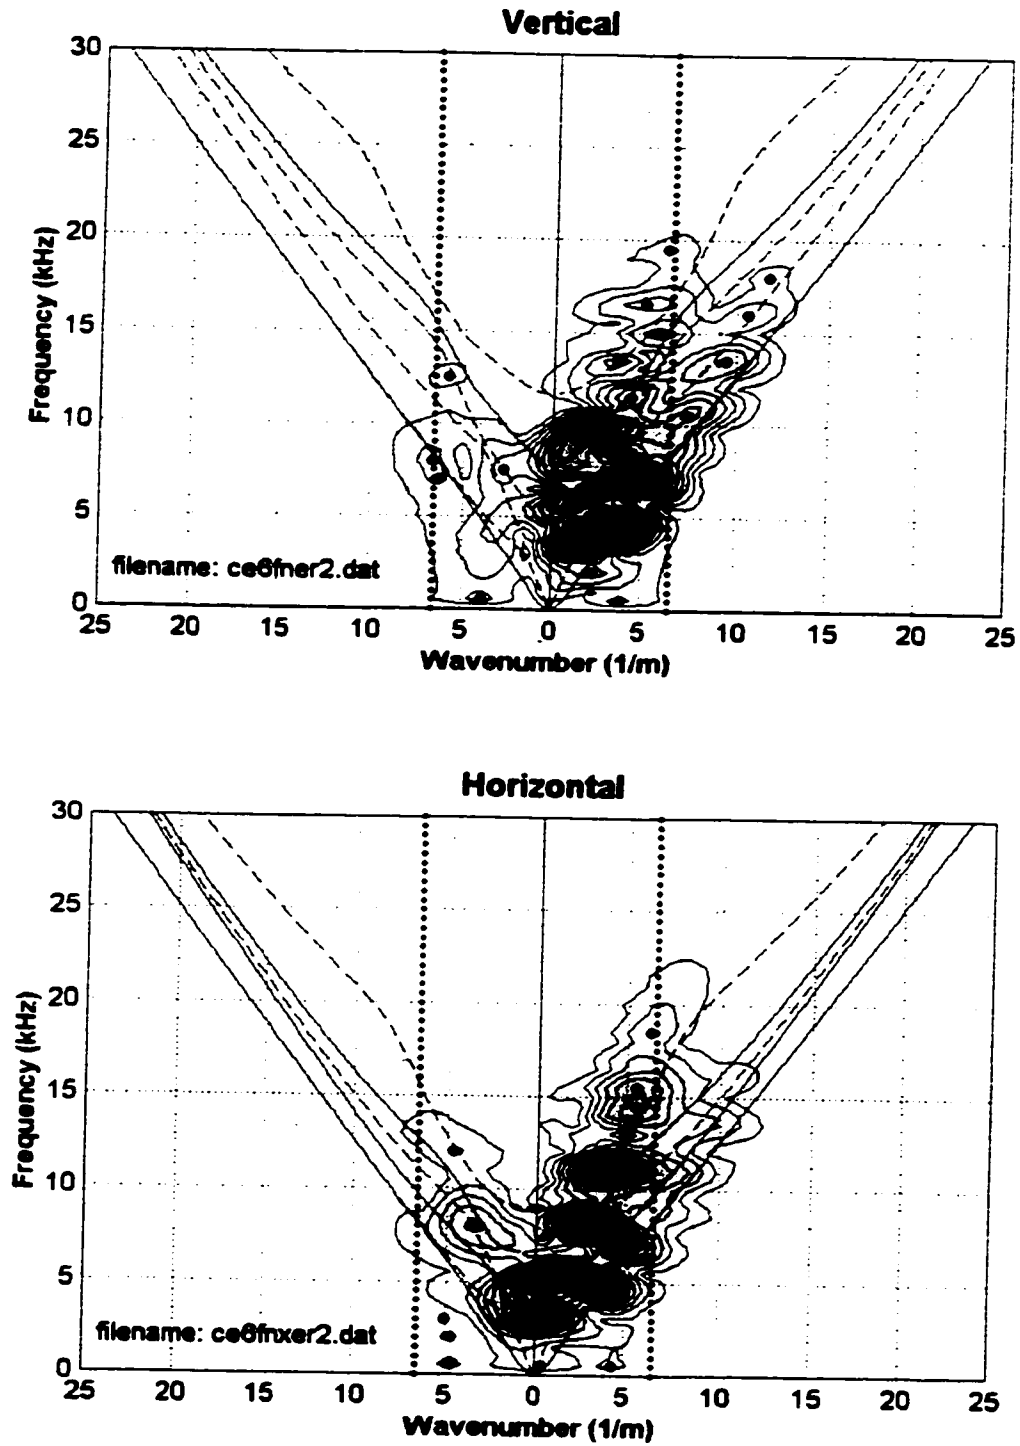 Vertical
30
25
20
15
10
5
0
Frequency (kHz)
filename: ce6fner2.dat
25 20 15 10 5 0 5 10 15 20 25
Wavenumber (1/m)
Horizontal
30
25
20
15
10
5
0
Frequency (kHz)
filename: ce6fnxer2.dat
25 20 15 10 5 0 5 10 15 20 25
Wavenumber (1/m)